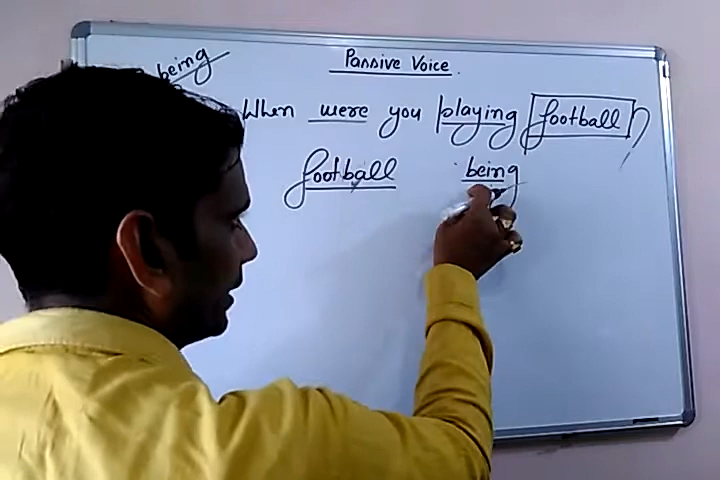 Passive Voice.
being
When were you playing football?
football being